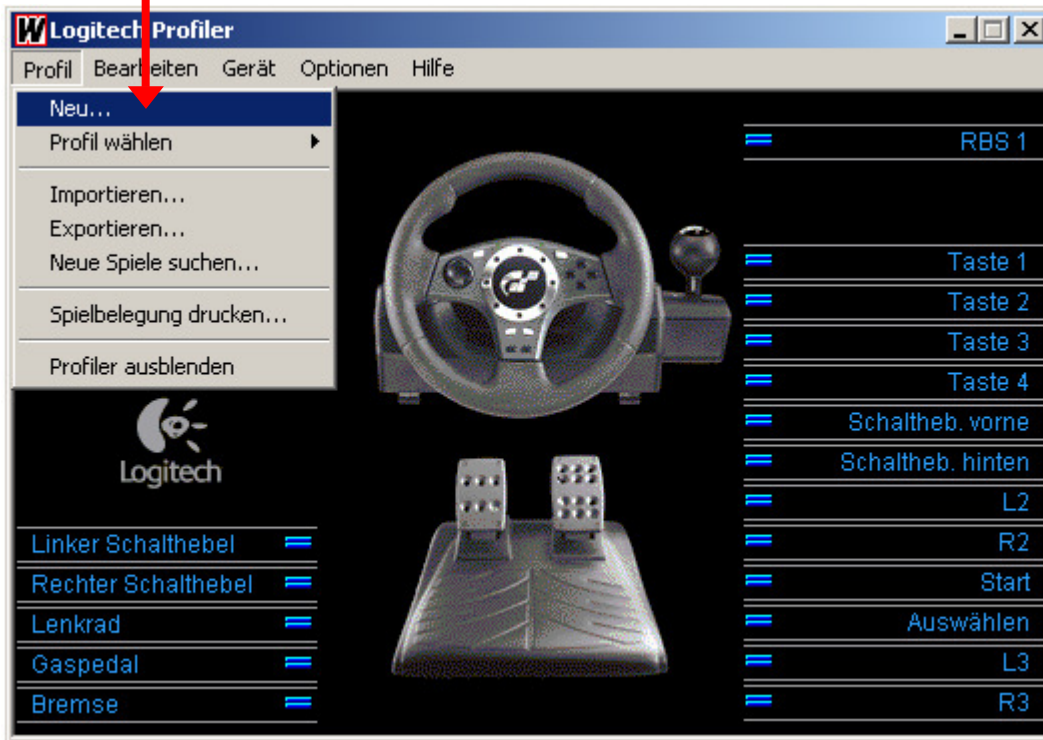 Logitech Profiler
Profil Bearbeiten Gerät Optionen Hilfe
Neu...
Profil wählen
Importieren...
Exportieren...
Neue Spiele suchen...
Spielbelegung drucken...
Profiler ausblenden
Logitech
Linker Schalthebel
Rechter Schalthebel
Lenkrad
Gaspedal
Bremse
RBS 1
Taste 1
Taste 2
Taste 3
Taste 4
Schaltheb. vorne
Schaltheb. hinten
L2
R2
Start
Auswählen
L3
R3